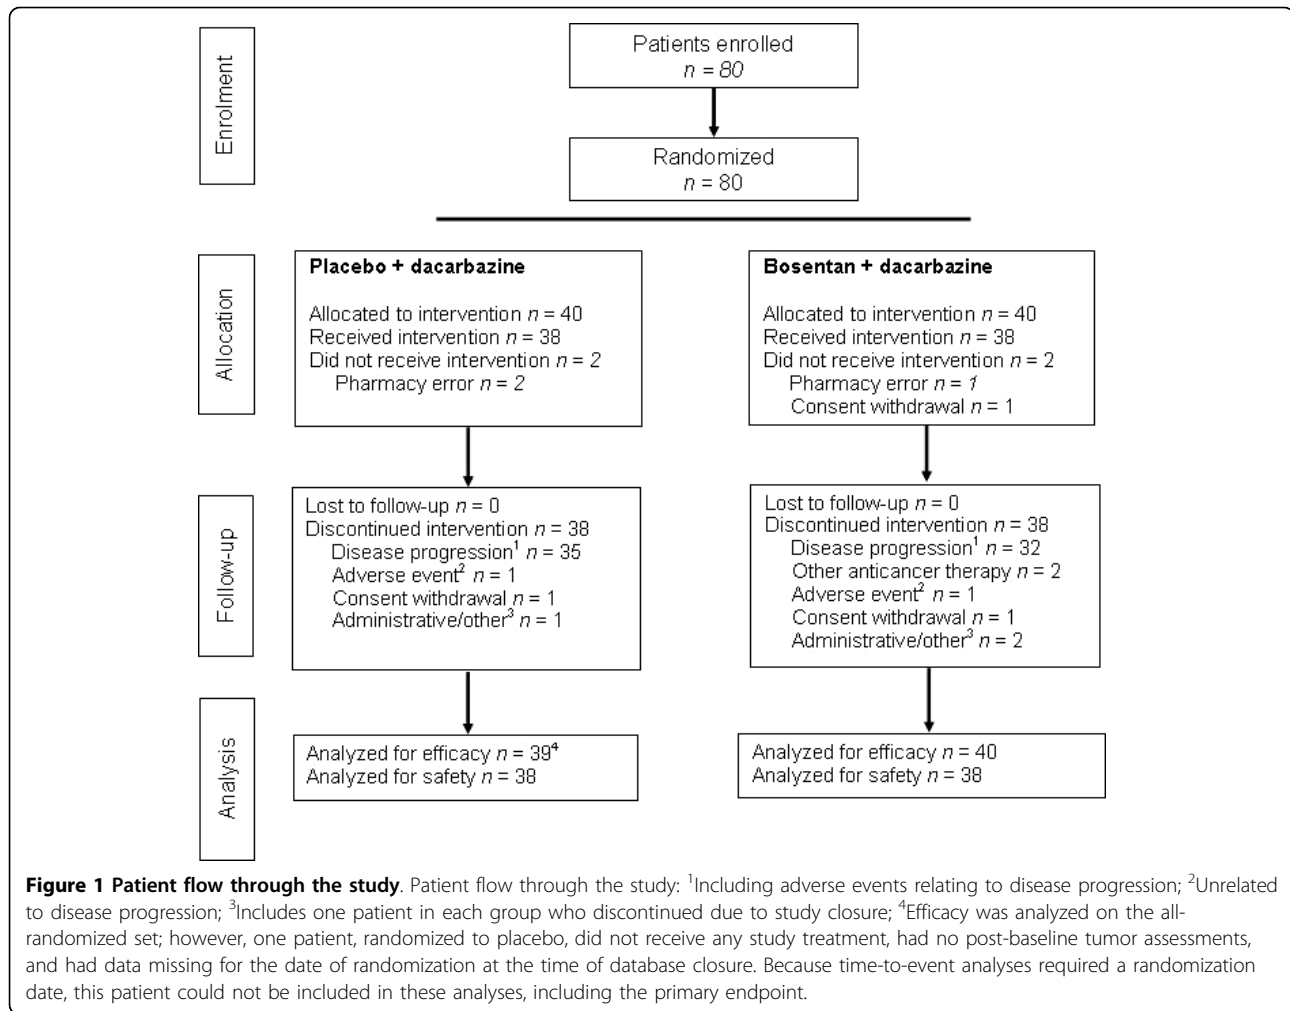 Enrolment
Patients enrolled
n = 80
Randomized
n = 80
Allocation
Placebo + dacarbazine
Allocated to intervention n = 40
Received intervention n = 38
Did not receive intervention n = 2
Pharmacy error n = 2
Bosentan + dacarbazine
Allocated to intervention n = 40
Received intervention n = 38
Did not receive intervention n = 2
Pharmacy error n = 1
Consent withdrawal n = 1
Follow-up
Lost to follow-up n = 0
Discontinued intervention n = 38
Disease progression¹ n = 35
Adverse event² n = 1
Consent withdrawal n = 1
Administrative/other³ n = 1
Lost to follow-up n = 0
Discontinued intervention n = 38
Disease progression¹ n = 32
Other anticancer therapy n = 2
Adverse event² n = 1
Consent withdrawal n = 1
Administrative/other³ n = 2
Analysis
Analyzed for efficacy n = 39⁴
Analyzed for safety n = 38
Analyzed for efficacy n = 40
Analyzed for safety n = 38
Figure 1 Patient flow through the study. Patient flow through the study: ¹Including adverse events relating to disease progression; ²Unrelated
to disease progression; ³Includes one patient in each group who discontinued due to study closure; ⁴Efficacy was analyzed on the all-
randomized set; however, one patient, randomized to placebo, did not receive any study treatment, had no post-baseline tumor assessments,
and had data missing for the date of randomization at the time of database closure. Because time-to-event analyses required a randomization
date, this patient could not be included in these analyses, including the primary endpoint.